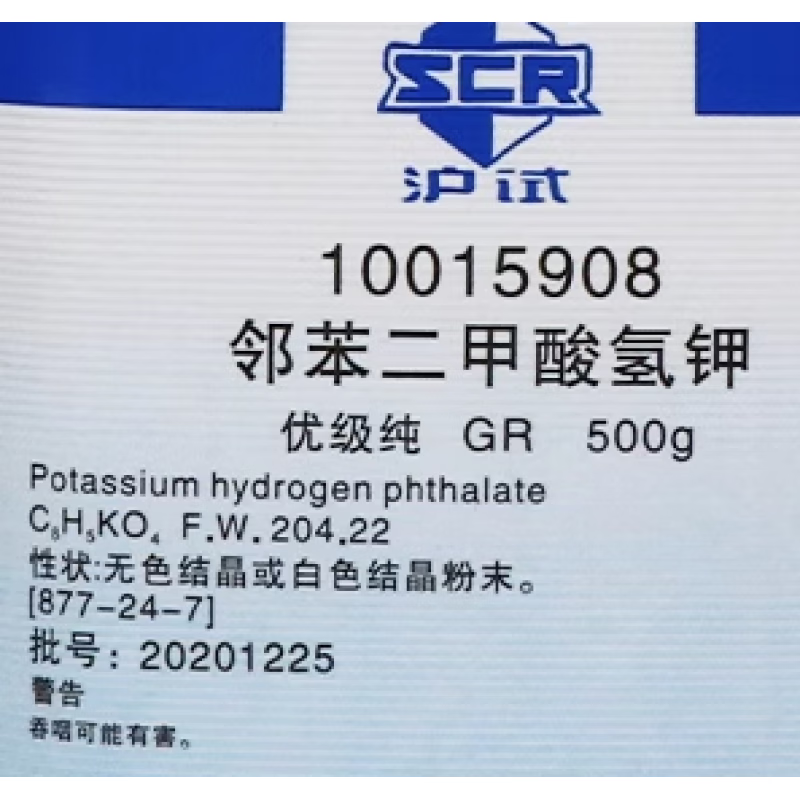 SCR
沪试
10015908
邻苯二甲酸氢钾
优级纯 GR 500g
Potassium hydrogen phthalate
C₈H₅KO₄ F.W. 204.22
性状:无色结晶或白色结晶粉末。
[877-24-7]
批号: 20201225
警告
吞咽可能有害。